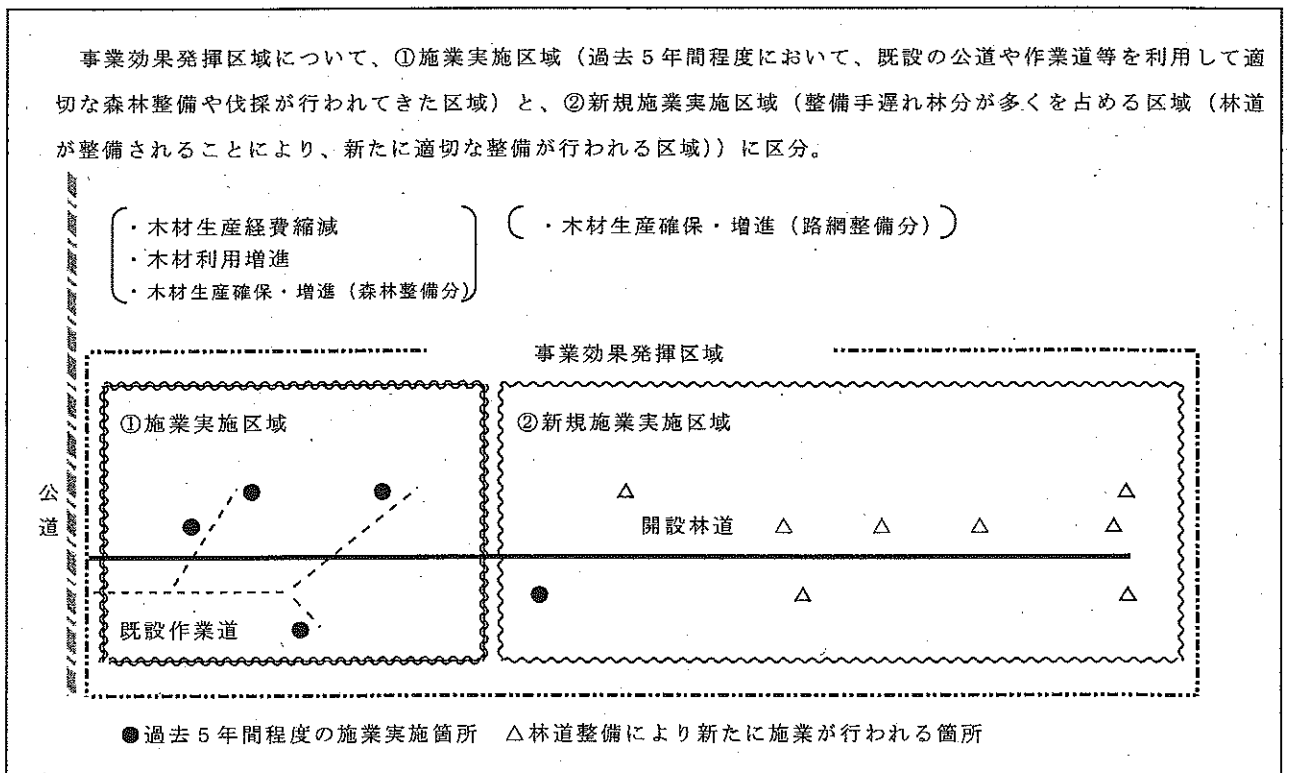 事業効果発揮区域について、①施業実施区域（過去５年間程度において、既設の公道や作業道等を利用して適
切な森林整備や伐採が行われてきた区域）と、②新規施業実施区域（整備手遅れ林分が多くを占める区域（林道
が整備されることにより、新たに適切な整備が行われる区域））に区分。
・木材生産経費縮減
・木材利用増進
・木材生産確保・増進（森林整備分）
・木材生産確保・増進（路網整備分）
事業効果発揮区域
①施業実施区域
②新規施業実施区域
公道
開設林道
既設作業道
●過去５年間程度の施業実施箇所　△林道整備により新たに施業が行われる箇所